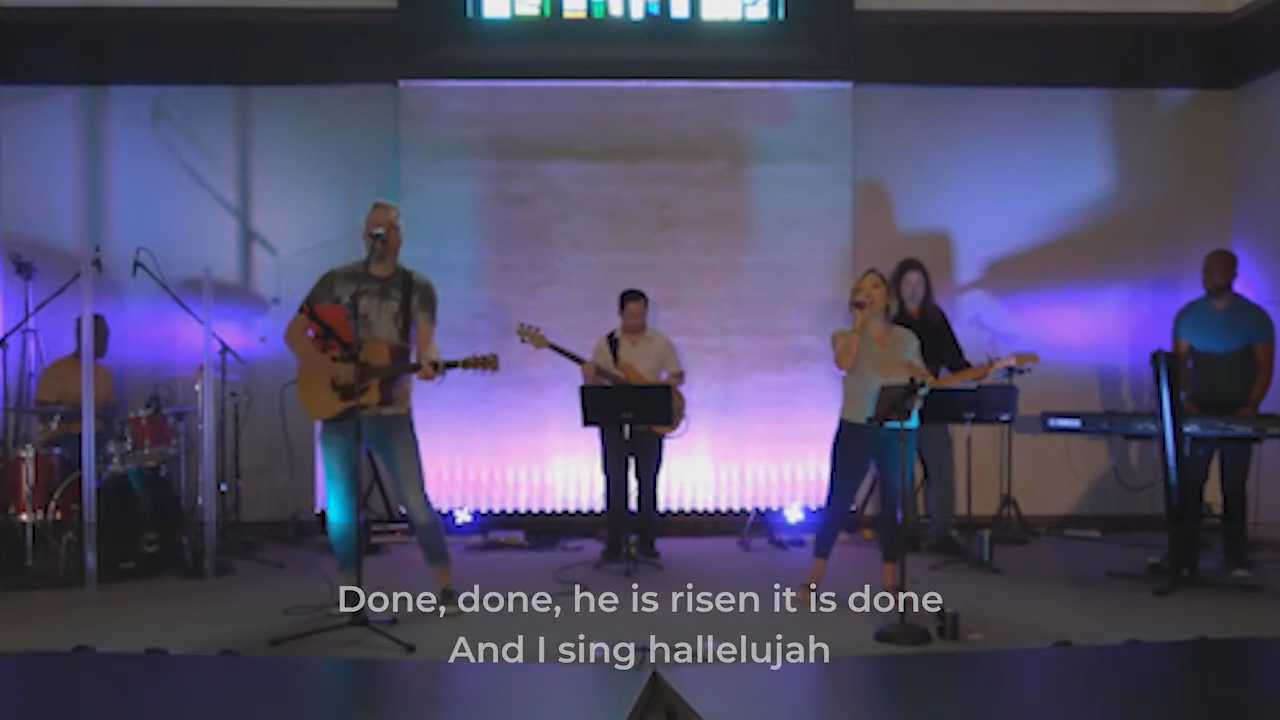 Done, done, he is risen it is done
And I sing hallelujah